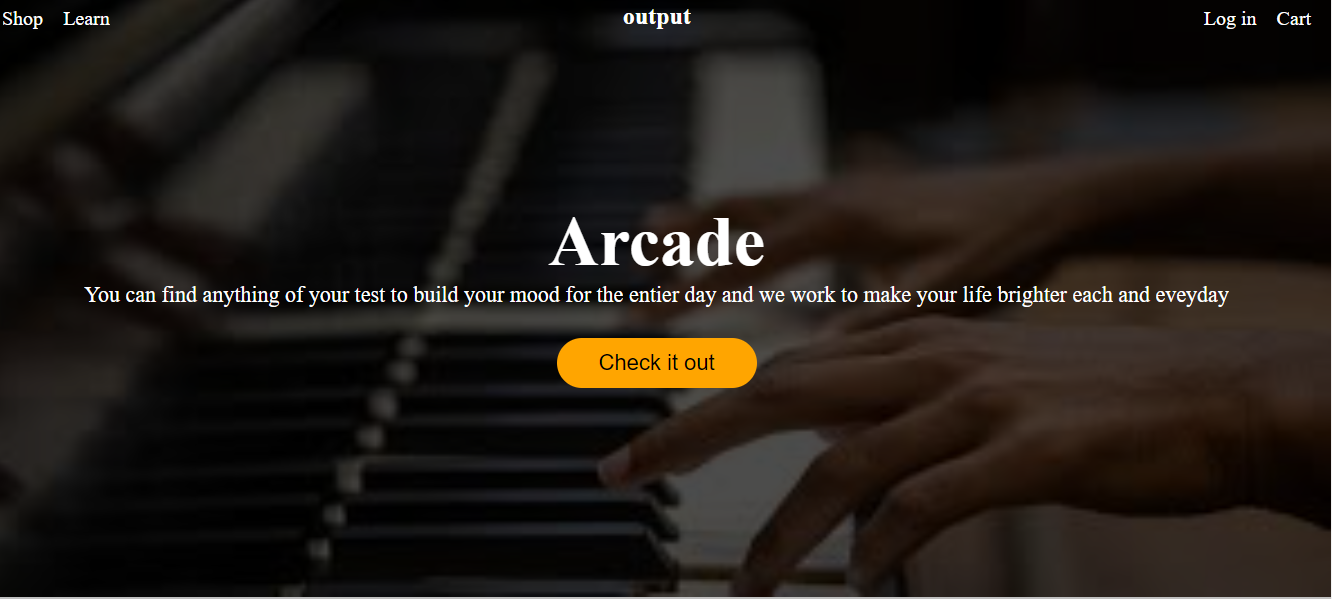 Shop Learn output Log in Cart
Arcade
You can find anything of your test to build your mood for the entier day and we work to make your life brighter each and eveyday
Check it out